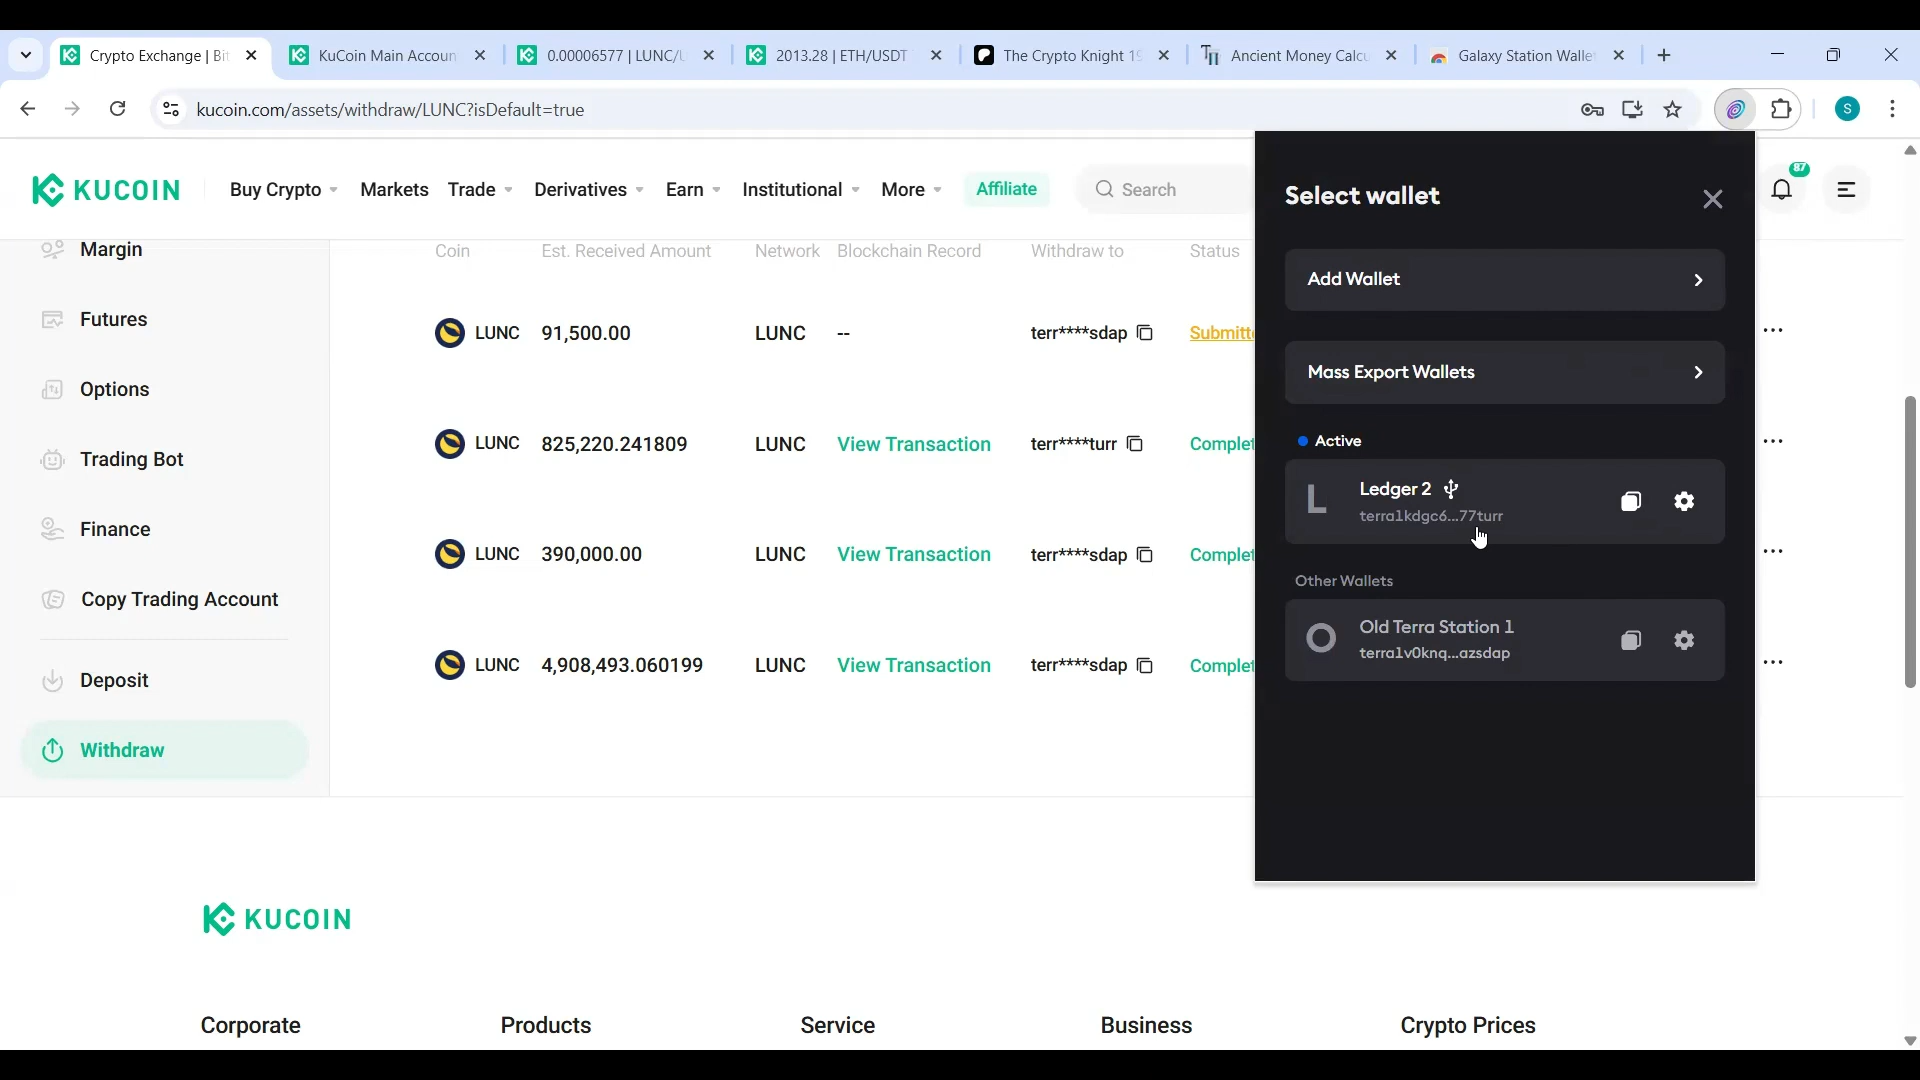 Crypto Exchange | Bit
KuCoin Main Accoun
0.00006577 | LUNC/U
2013.28 | ETH/USDT
The Crypto Knight 19
Ancient Money Calcu
Galaxy Station Walle
kucoin.com/assets/withdraw/LUNC?isDefault=true
S
KUCOIN
Buy Crypto
Markets
Trade
Derivatives
Earn
Institutional
More
Affiliate
Search
87
Margin
Futures
Options
Trading Bot
Finance
Copy Trading Account
Deposit
Withdraw
Coin Est. Received Amount Network Blockchain Record Withdraw to Status
LUNC 91,500.00 LUNC -- terr****sdap Submitte
LUNC 825,220.241809 LUNC View Transaction terr****turr Complet
LUNC 390,000.00 LUNC View Transaction terr****sdap Complet
LUNC 4,908,493.060199 LUNC View Transaction terr****sdap Complet
Select wallet
Add Wallet
Mass Export Wallets
Active
L
Ledger 2
terra1kdgc6...77turr
Other Wallets
O
Old Terra Station 1
terra1v0knq...azsdap
KUCOIN
Corporate
Products
Service
Business
Crypto Prices